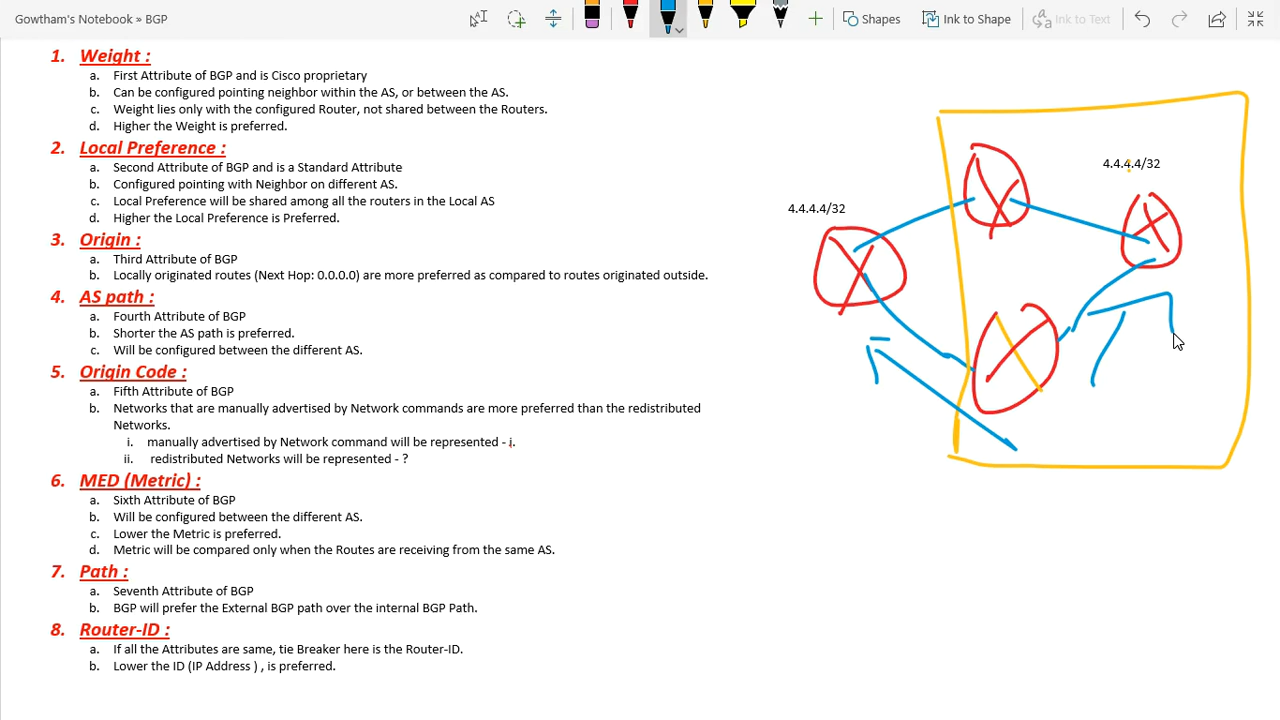 Gowtham's Notebook » BGP
Shapes
Ink to Shape
Ink to Text
1. Weight :
a. First Attribute of BGP and is Cisco proprietary
b. Can be configured pointing neighbor within the AS, or between the AS.
c. Weight lies only with the configured Router, not shared between the Routers.
d. Higher the Weight is preferred.
2. Local Preference :
a. Second Attribute of BGP and is a Standard Attribute
b. Configured pointing with Neighbor on different AS.
c. Local Preference will be shared among all the routers in the Local AS
d. Higher the Local Preference is Preferred.
3. Origin :
a. Third Attribute of BGP
b. Locally originated routes (Next Hop: 0.0.0.0) are more preferred as compared to routes originated outside.
4. AS path :
a. Fourth Attribute of BGP
b. Shorter the AS path is preferred.
c. Will be configured between the different AS.
5. Origin Code :
a. Fifth Attribute of BGP
b. Networks that are manually advertised by Network commands are more preferred than the redistributed
Networks.
i. manually advertised by Network command will be represented - i.
ii. redistributed Networks will be represented - ?
6. MED (Metric) :
a. Sixth Attribute of BGP
b. Will be configured between the different AS.
c. Lower the Metric is preferred.
d. Metric will be compared only when the Routes are receiving from the same AS.
7. Path :
a. Seventh Attribute of BGP
b. BGP will prefer the External BGP path over the internal BGP Path.
8. Router-ID :
a. If all the Attributes are same, tie Breaker here is the Router-ID.
b. Lower the ID (IP Address ) , is preferred.
4.4.4.4/32
4.4.4.4/32